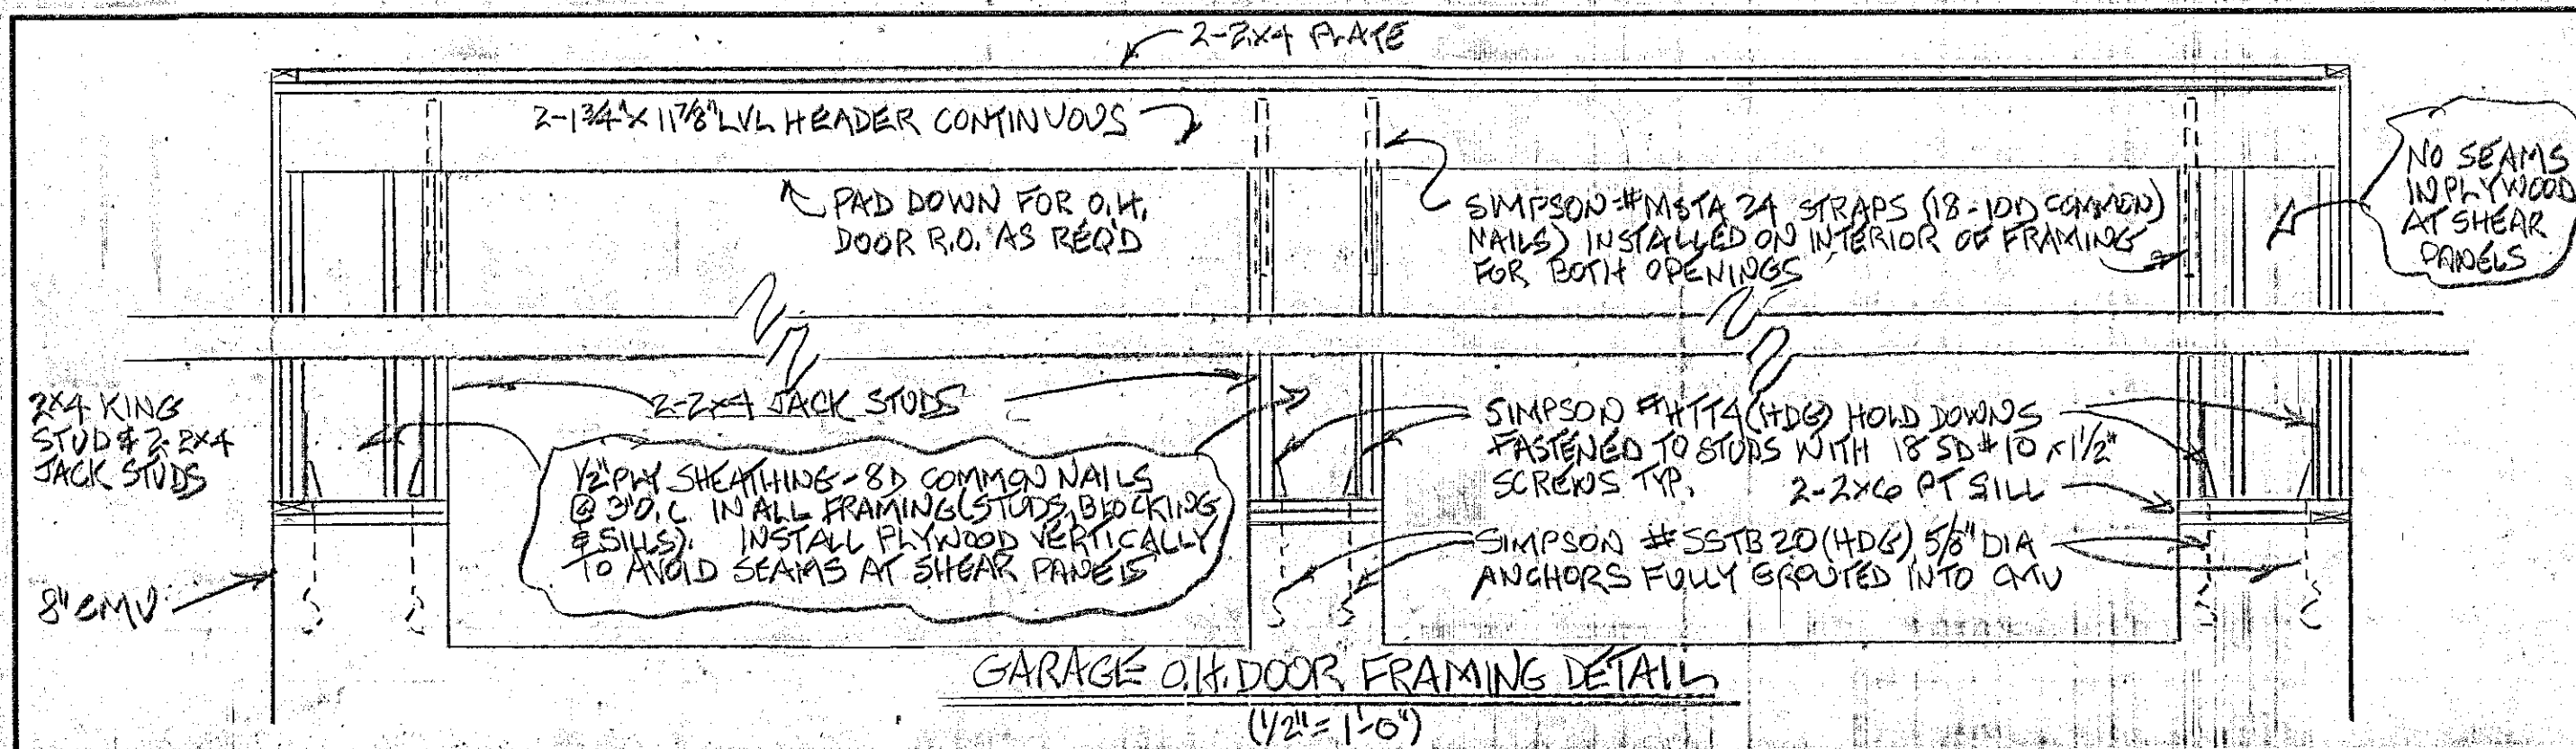 2-2x4 PLATE
2-1 3/4" x 11 7/8" LVL HEADER CONTINUOUS
PAD DOWN FOR O.H.
DOOR R.O. AS REQ'D
SIMPSON #MSTA 24 STRAPS (18-10D COMMON)
NAILS) INSTALLED ON INTERIOR OF FRAMING
FOR BOTH OPENINGS
NO SEAMS
IN PLYWOOD
AT SHEAR
PANELS
2x4 KING
STUD & 2-2x4
JACK STUDS
2-2x4 JACK STUDS
1/2" PLY SHEATHING - 8D COMMON NAILS
@ 3" O.C. IN ALL FRAMING (STUDS, BLOCKING
& SILLS). INSTALL PLYWOOD VERTICALLY
TO AVOID SEAMS AT SHEAR PANELS
SIMPSON #HTT4 (HDG) HOLD DOWNS
FASTENED TO STUDS WITH 18 SD #10 x 1 1/2"
SCREWS TYP.
2-2x6 PT SILL
SIMPSON #SSTB 20 (HDG) 5/8" DIA
ANCHORS FULLY GROUTED INTO CMU
8" CMU
GARAGE O.H. DOOR FRAMING DETAIL
(1/2" = 1'-0")